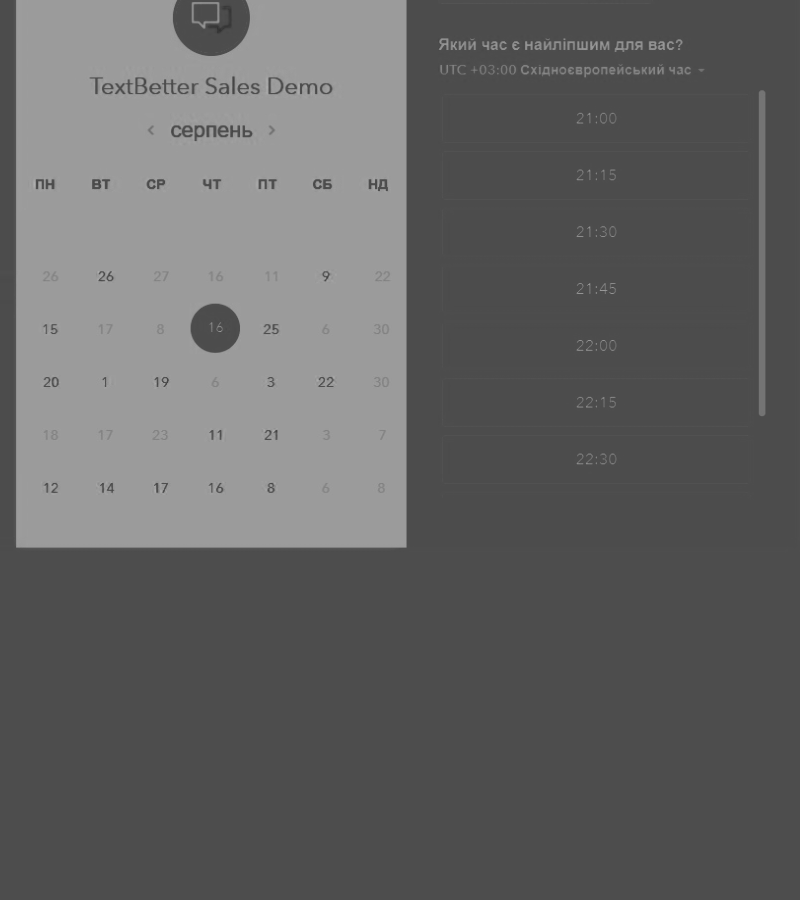 TextBetter Sales Demo
серпень
ПН ВТ СР ЧТ ПТ СБ НД
26 26 27 16 11 9 22
15 17 8 16 25 6 30
20 1 19 6 3 22 30
18 17 23 11 21 3 7
12 14 17 16 8 6 8
Який час є найліпшим для вас?
UTC +03:00 Східноєвропейський час
21:00
21:15
21:30
21:45
22:00
22:15
22:30